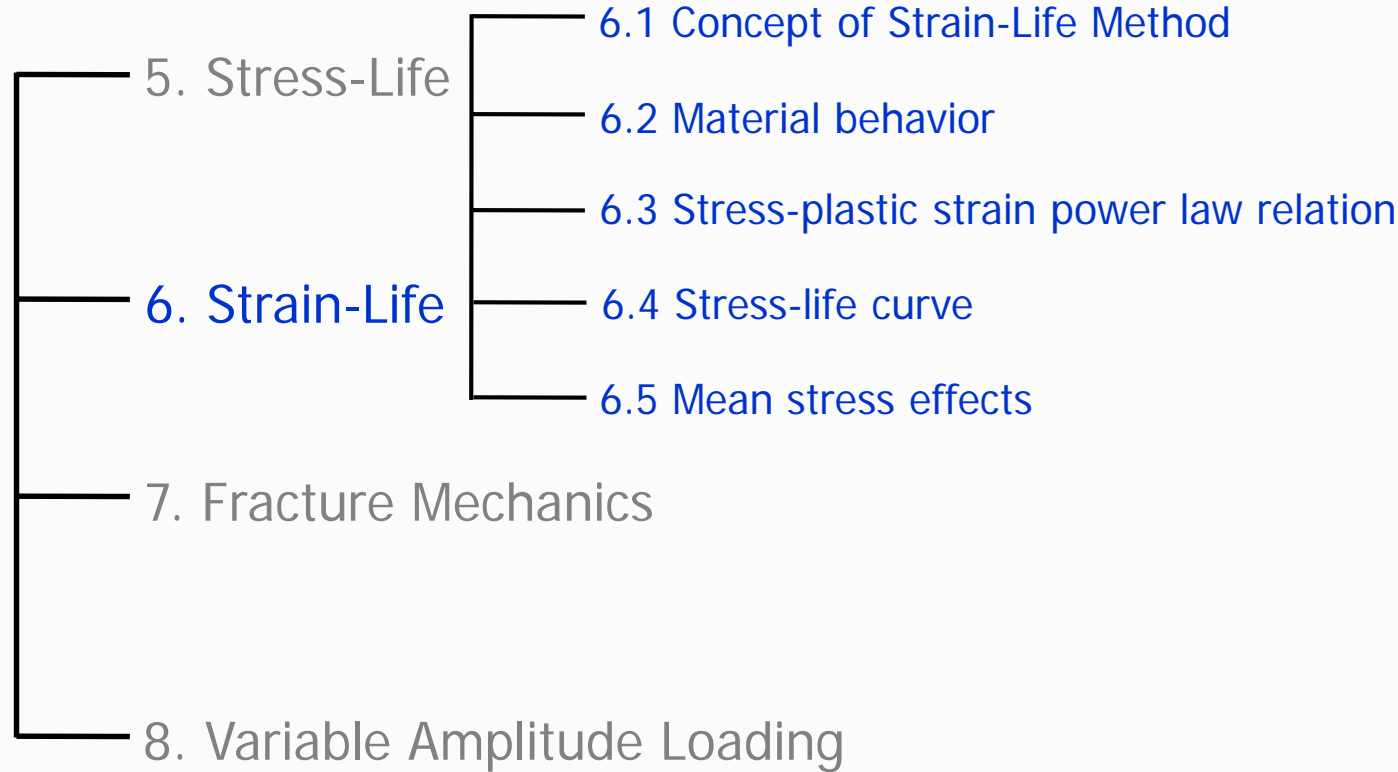 5. Stress-Life
6. Strain-Life
6.1 Concept of Strain-Life Method
6.2 Material behavior
6.3 Stress-plastic strain power law relation
6.4 Stress-life curve
6.5 Mean stress effects
7. Fracture Mechanics
8. Variable Amplitude Loading